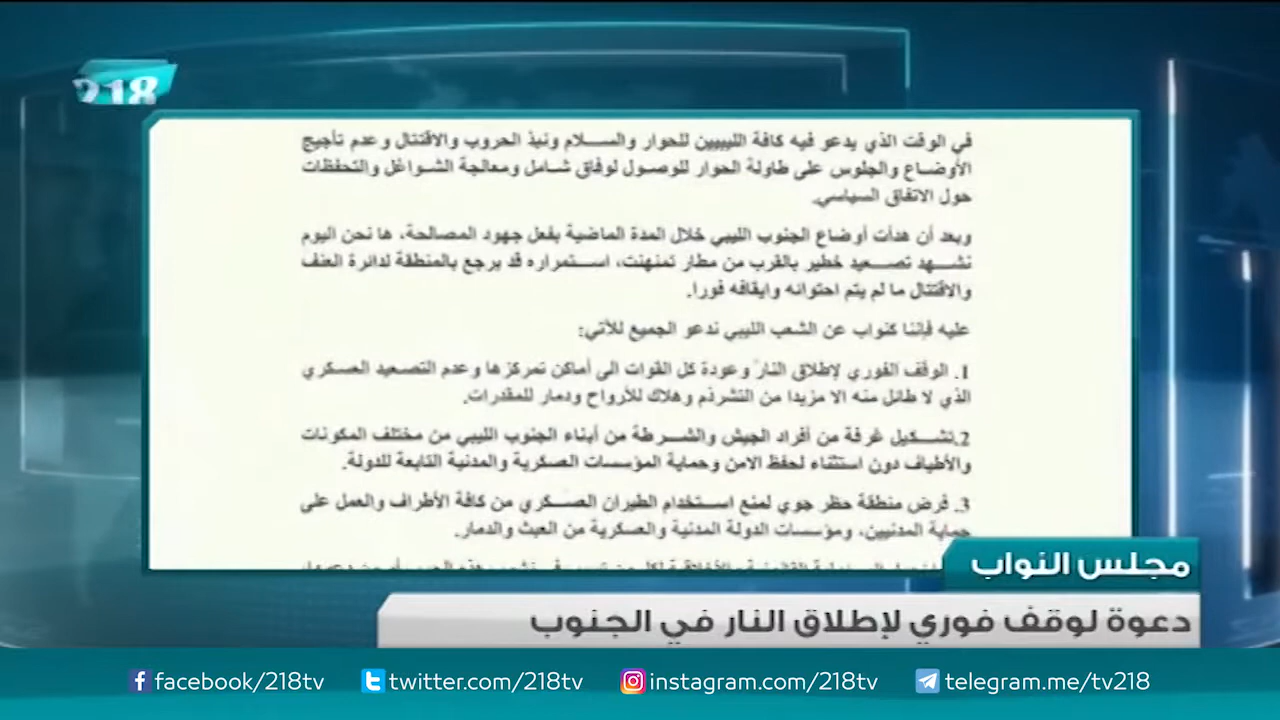 218
في الوقت الذي يدعو فيه كافة الليبيين للحوار والسلام ونبذ الحروب والاقتتال وعدم تأجيج
الأوضاع والجلوس على طاولة الحوار للوصول لوفاق شامل ومعالجة الشواغل والتحفظات
حول الاتفاق السياسي.
وبعد أن هدأت أوضاع الجنوب الليبي خلال المدة الماضية بفعل جهود المصالحة، ها نحن اليوم
نشهد تصعيد خطير بالقرب من مطار تمنهنت، استمراره قد يرجع بالمنطقة لدائرة العنف
والاقتتال ما لم يتم احتوائه وايقافه فورا.
عليه فإننا كنواب عن الشعب الليبي ندعو الجميع للآتي:
1. الوقف الفوري لإطلاق النار وعودة كل القوات الى أماكن تمركزها وعدم التصعيد العسكري
الذي لا طائل منه الا مزيدا من التشرذم وهلاك للأرواح ودمار للمقدرات.
2.تشكيل غرفة من أفراد الجيش والشرطة من أبناء الجنوب الليبي من مختلف المكونات
والأطياف دون استثناء لحفظ الامن وحماية المؤسسات العسكرية والمدنية التابعة للدولة.
3. فرض منطقة حظر جوي لمنع استخدام الطيران العسكري من كافة الأطراف والعمل على
حماية المدنيين، ومؤسسات الدولة المدنية والعسكرية من العبث والدمار.
مجلس النواب
دعوة لوقف فوري لإطلاق النار في الجنوب
facebook/218tv twitter.com/218tv instagram.com/218tv telegram.me/tv218